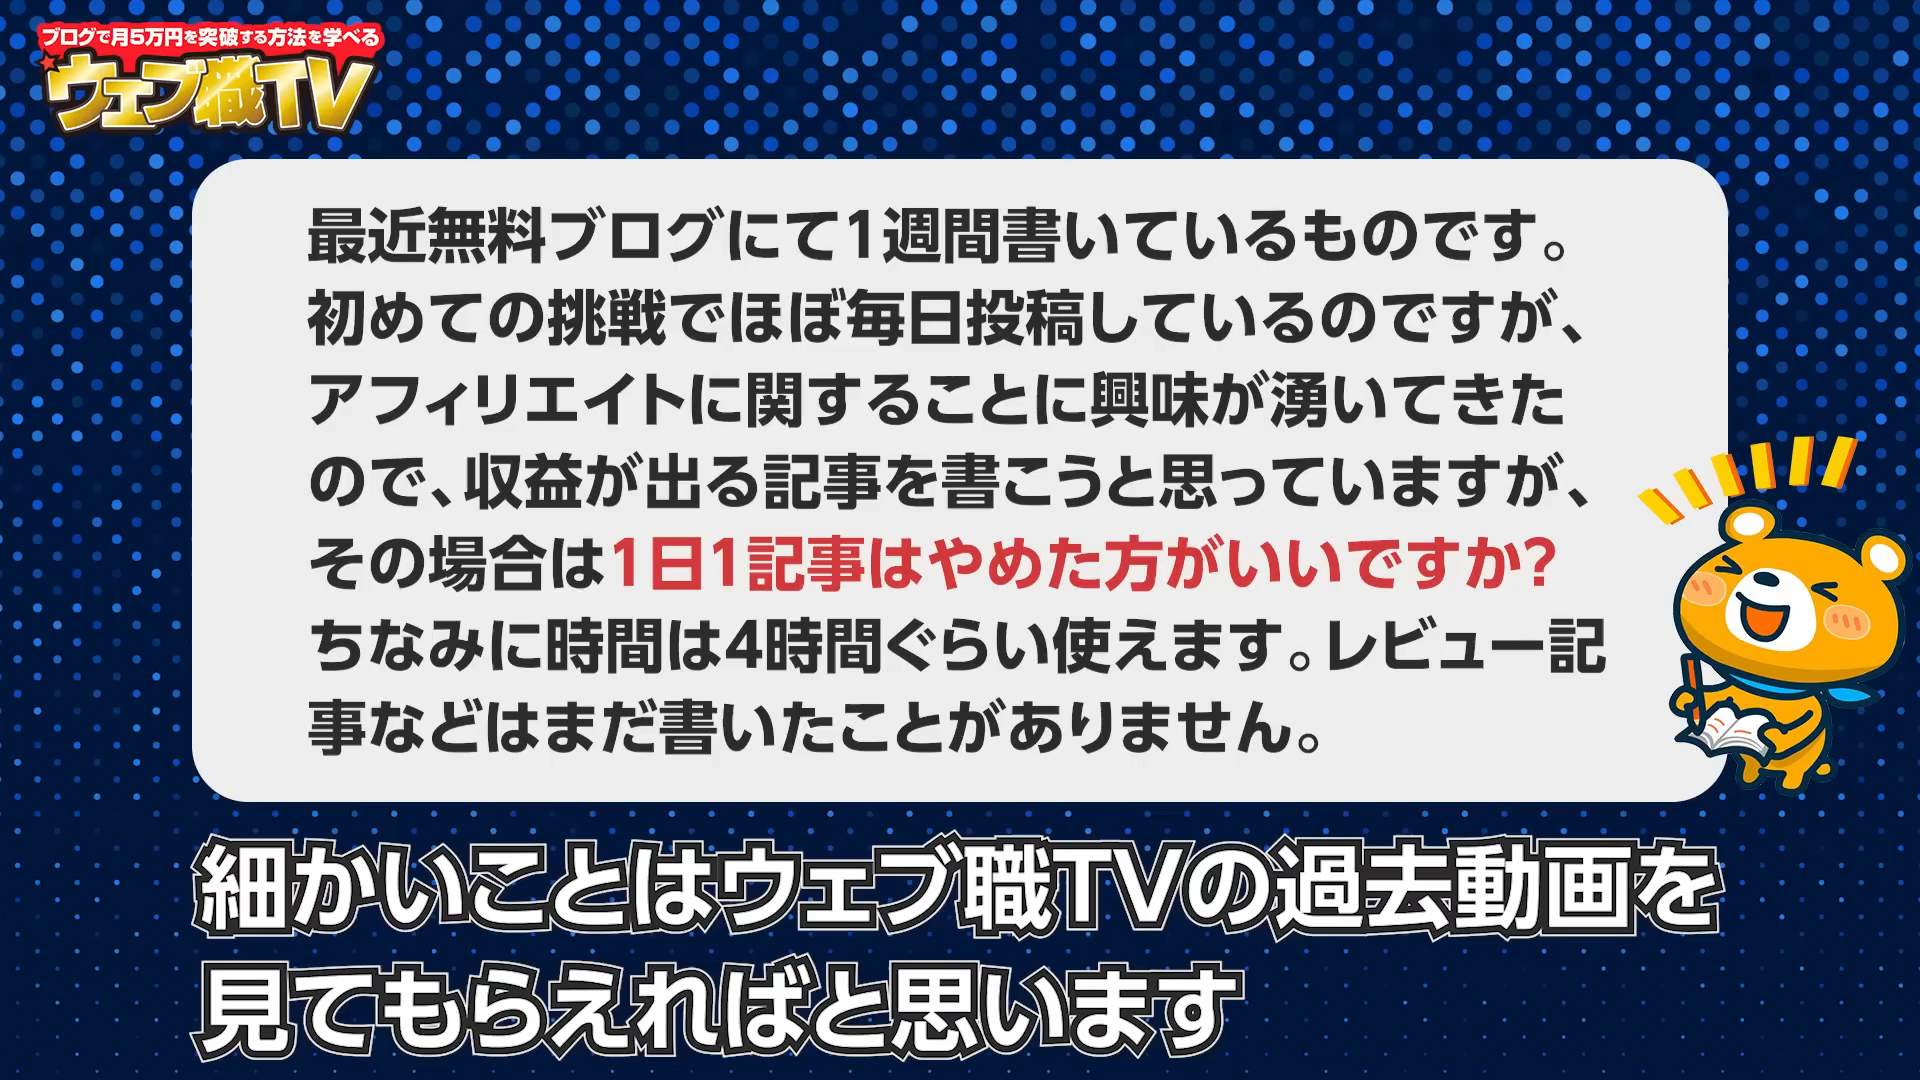 ブログで月5万円を突破する方法を学べる
ウェブ職TV
最近無料ブログにて1週間書いているものです。
初めての挑戦でほぼ毎日投稿しているのですが、
アフィリエイトに関することに興味が湧いてきた
ので、収益が出る記事を書こうと思っていますが、
その場合は1日1記事はやめた方がいいですか?
ちなみに時間は4時間ぐらい使えます。レビュー記
事などはまだ書いたことがありません。
細かいことはウェブ職TVの過去動画を
見てもらえればと思います